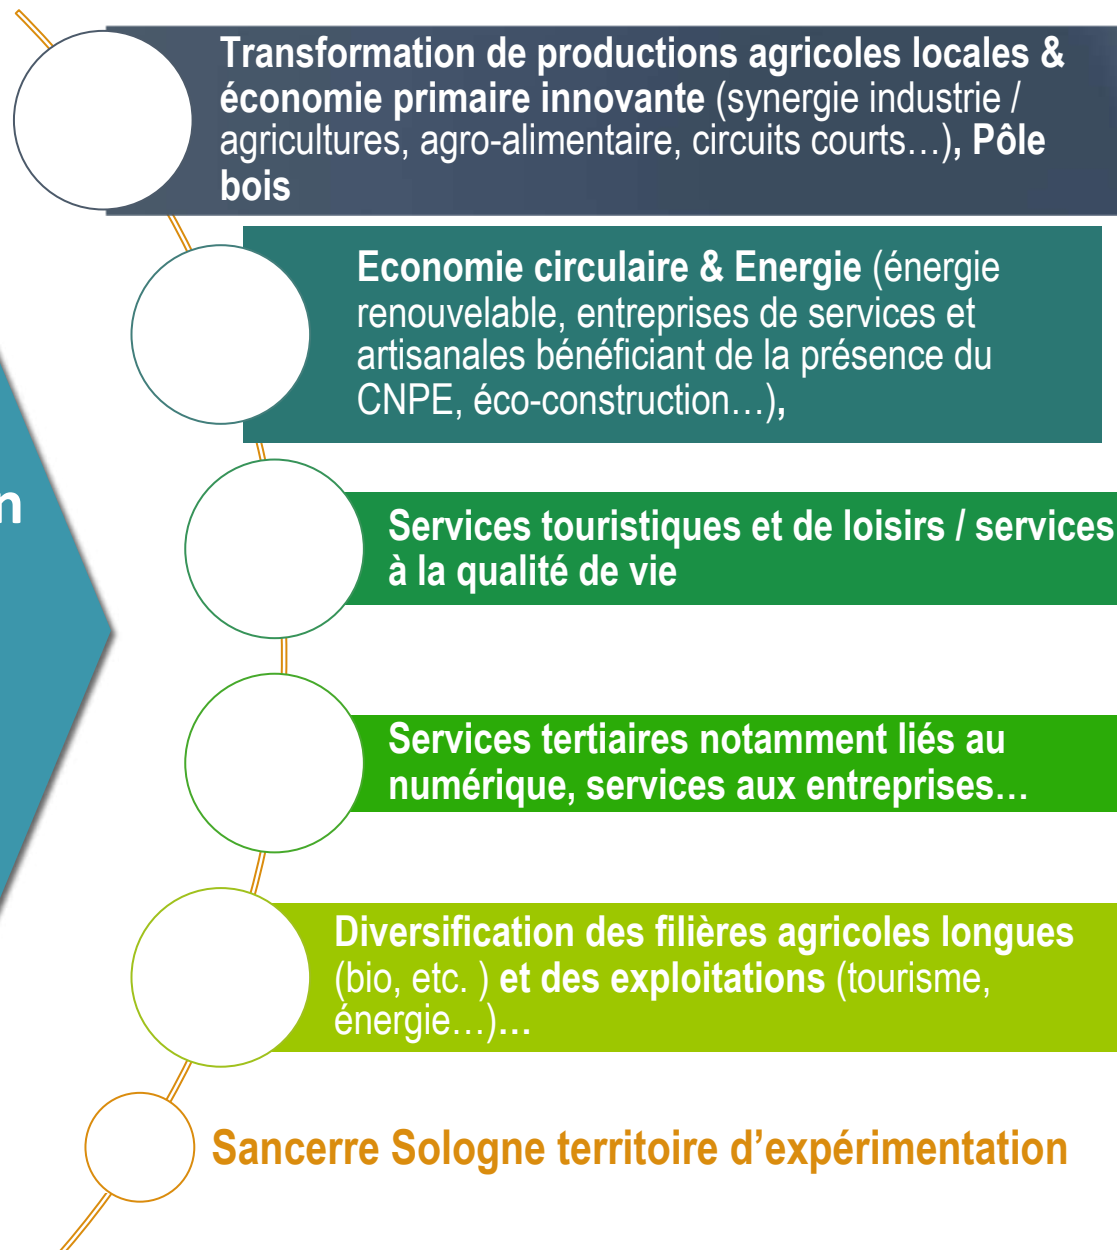 Transformation de productions agricoles locales &
économie primaire innovante (synergie industrie /
agricultures, agro-alimentaire, circuits courts…), Pôle
bois
Economie circulaire & Energie (énergie
renouvelable, entreprises de services et
artisanales bénéficiant de la présence du
CNPE, éco-construction…),
n
Services touristiques et de loisirs / services
à la qualité de vie
Services tertiaires notamment liés au
numérique, services aux entreprises…
Diversification des filières agricoles longues
(bio, etc. ) et des exploitations (tourisme,
énergie…)…
Sancerre Sologne territoire d’expérimentation